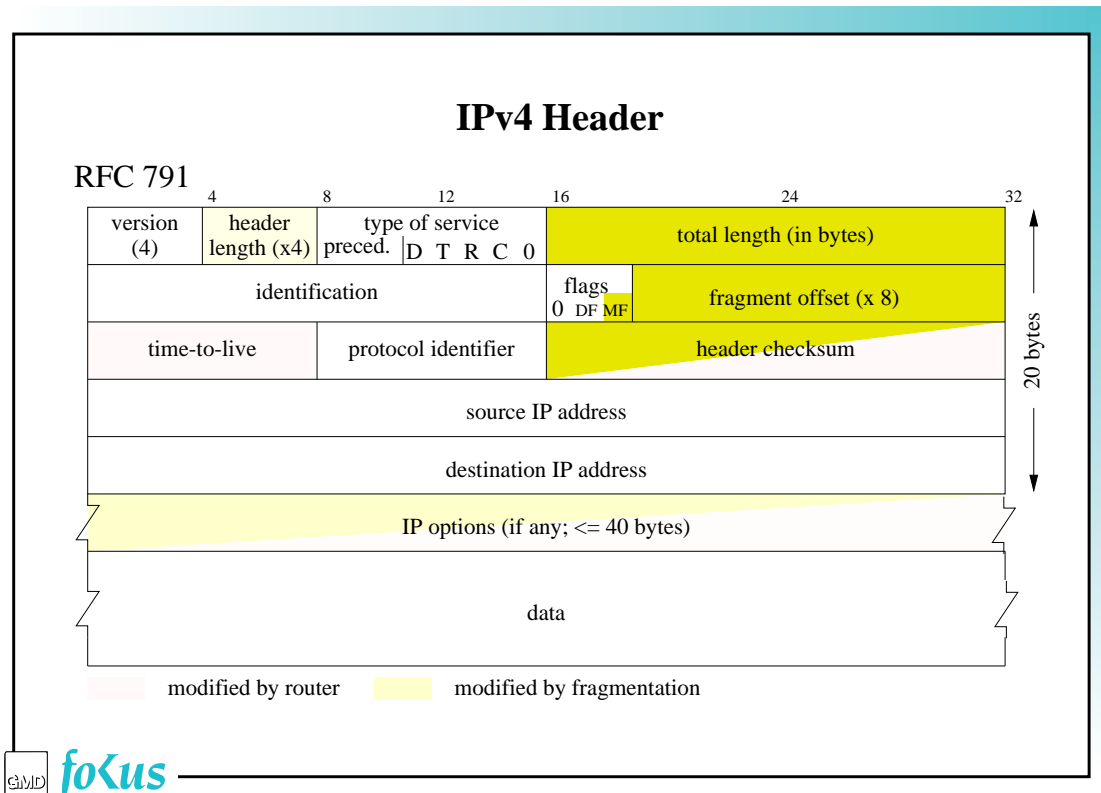 IPv4 Header
RFC 791
4 8 12 16 24 32
version (4)
header length (x4)
type of service
preced. D T R C 0
total length (in bytes)
identification
flags
0 DF MF
fragment offset (x 8)
time-to-live
protocol identifier
header checksum
20 bytes
source IP address
destination IP address
IP options (if any; <= 40 bytes)
data
modified by router
modified by fragmentation
GMD
foKus